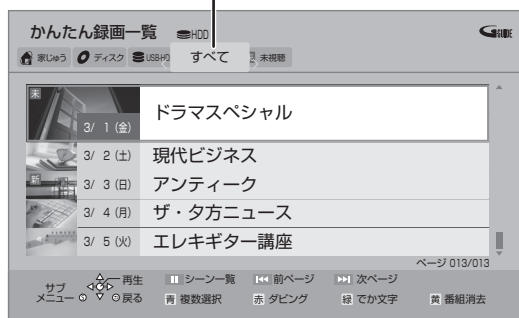 かんたん録画一覧 HDD GGUIDE
家じゅう ディスク USBHD すべて 未視聴
未
3/ 1 (金) ドラマスペシャル
3/ 2 (土) 現代ビジネス
新 3/ 3 (日) アンティーク
3/ 4 (月) ザ・夕方ニュース
3/ 5 (火) エレキギター講座
ページ 013/013
サブメニュー 再生 戻る シーン一覧 前ページ 次ページ
青 複数選択 赤 ダビング 緑 でか文字 黄 番組消去